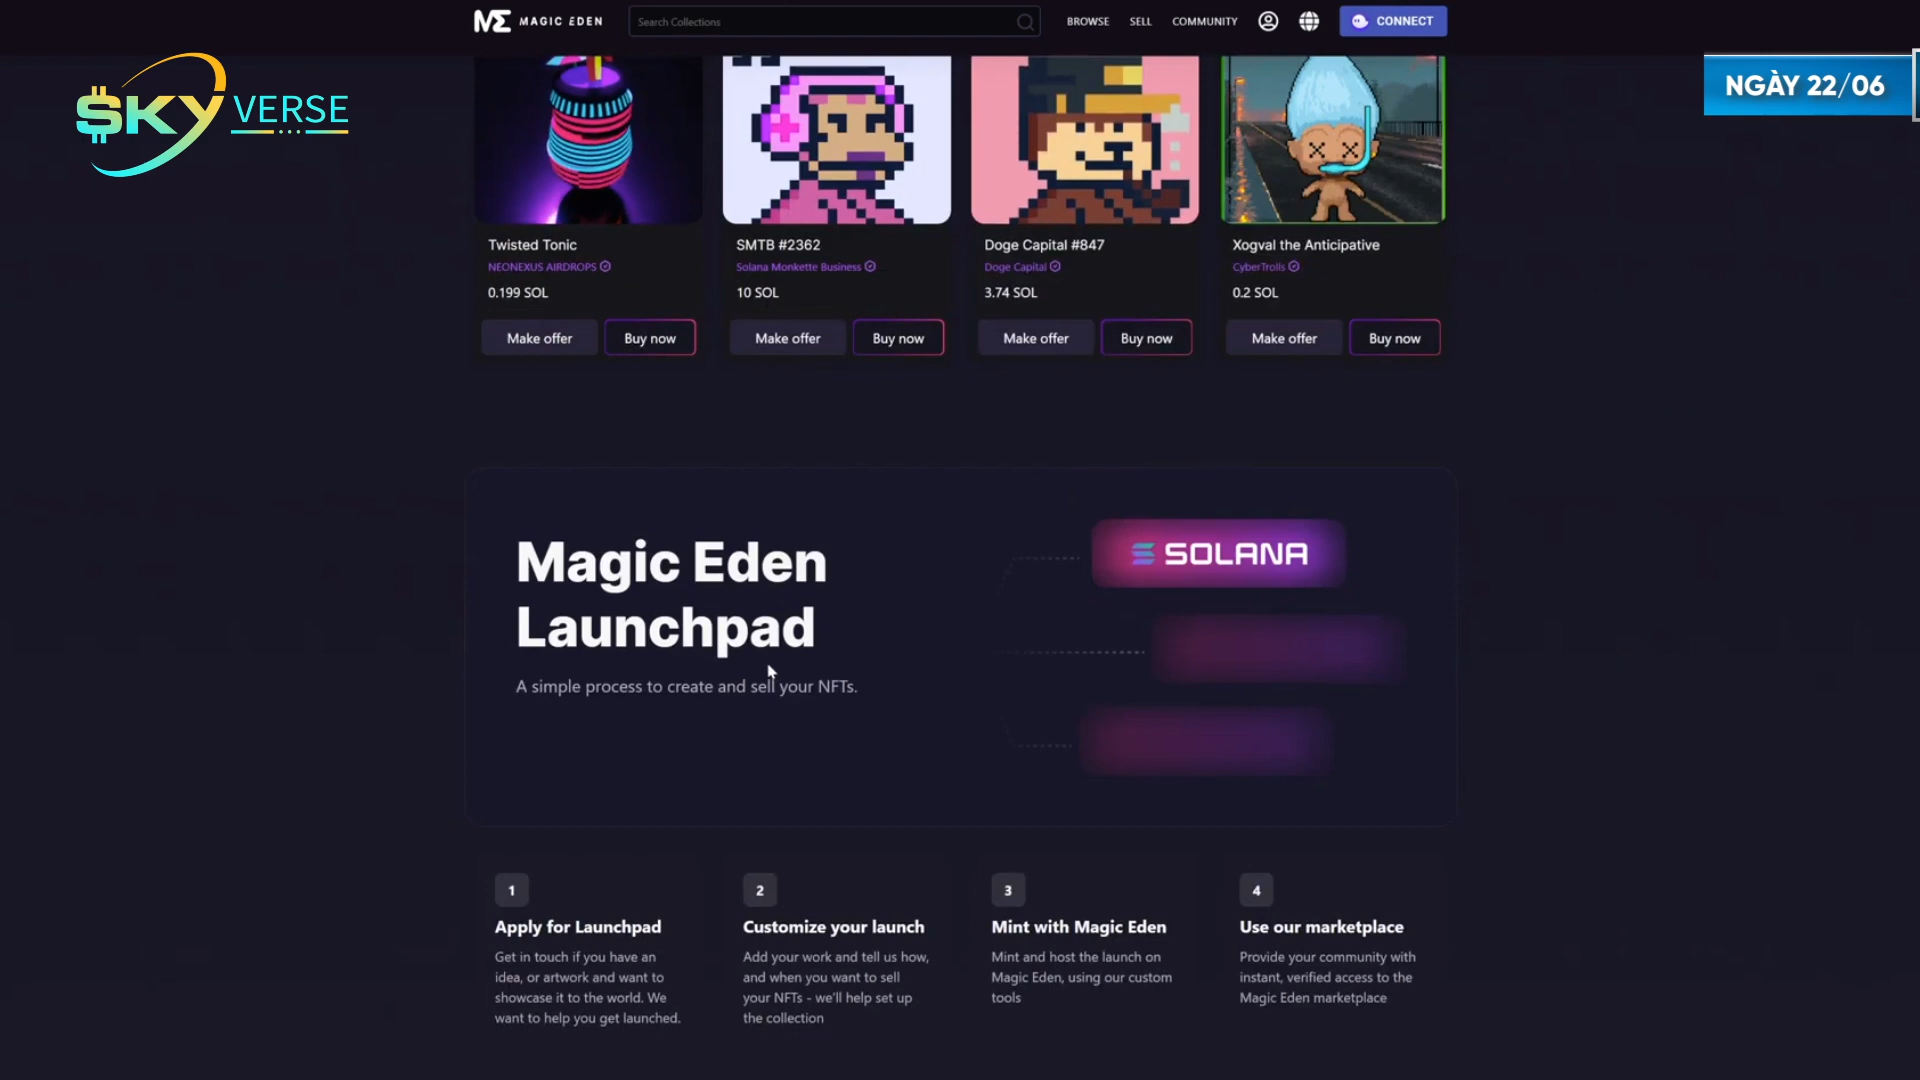 MAGIC EDEN
Search Collections
BROWSE
SELL
COMMUNITY
CONNECT
$KY VERSE
NGÀY 22/06
Twisted Tonic
NEONEXUS AIRDROPS
0.199 SOL
Make offer
Buy now
SMTB #2362
Solana Monkette Business
10 SOL
Make offer
Buy now
Doge Capital #847
Doge Capital
3.74 SOL
Make offer
Buy now
Xogval the Anticipative
CyberTrolls
0.2 SOL
Make offer
Buy now
Magic Eden
Launchpad
A simple process to create and sell your NFTs.
SOLANA
1
Apply for Launchpad
Get in touch if you have an
idea, or artwork and want to
showcase it to the world. We
want to help you get launched.
2
Customize your launch
Add your work and tell us how,
and when you want to sell
your NFTs - we'll help set up
the collection
3
Mint with Magic Eden
Mint and host the launch on
Magic Eden, using our custom
tools
4
Use our marketplace
Provide your community with
instant, verified access to the
Magic Eden marketplace